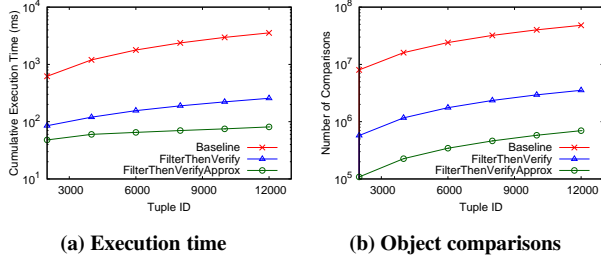 Cumulative Execution Time (ms)
10^4
10^3
10^2
10^1
Baseline
FilterThenVerify
FilterThenVerifyApprox
3000 6000 9000 12000
Tuple ID
(a) Execution time
Number of Comparisons
10^8
10^7
10^6
10^5
Baseline
FilterThenVerify
FilterThenVerifyApprox
3000 6000 9000 12000
Tuple ID
(b) Object comparisons